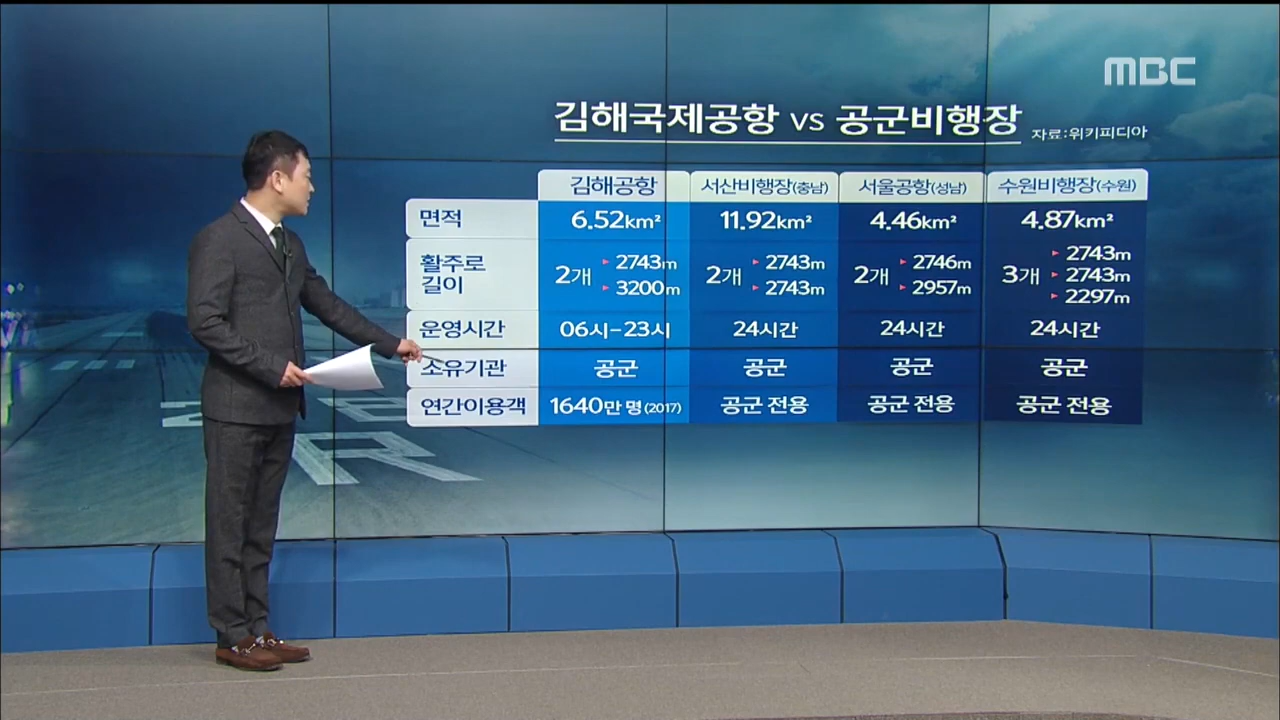 MBC
김해국제공항 vs 공군비행장 자료:위키피디아
김해공항 서산비행장(충남) 서울공항(성남) 수원비행장(수원)
면적 6.52km² 11.92km² 4.46km² 4.87km²
활주로 길이 2개 ▸ 2743m ▸ 3200m 2개 ▸ 2743m ▸ 2743m 2개 ▸ 2746m ▸ 2957m 3개 ▸ 2743m ▸ 2743m ▸ 2297m
운영시간 06시-23시 24시간 24시간 24시간
소유기관 공군 공군 공군 공군
연간이용객 1640만 명(2017) 공군 전용 공군 전용 공군 전용
R